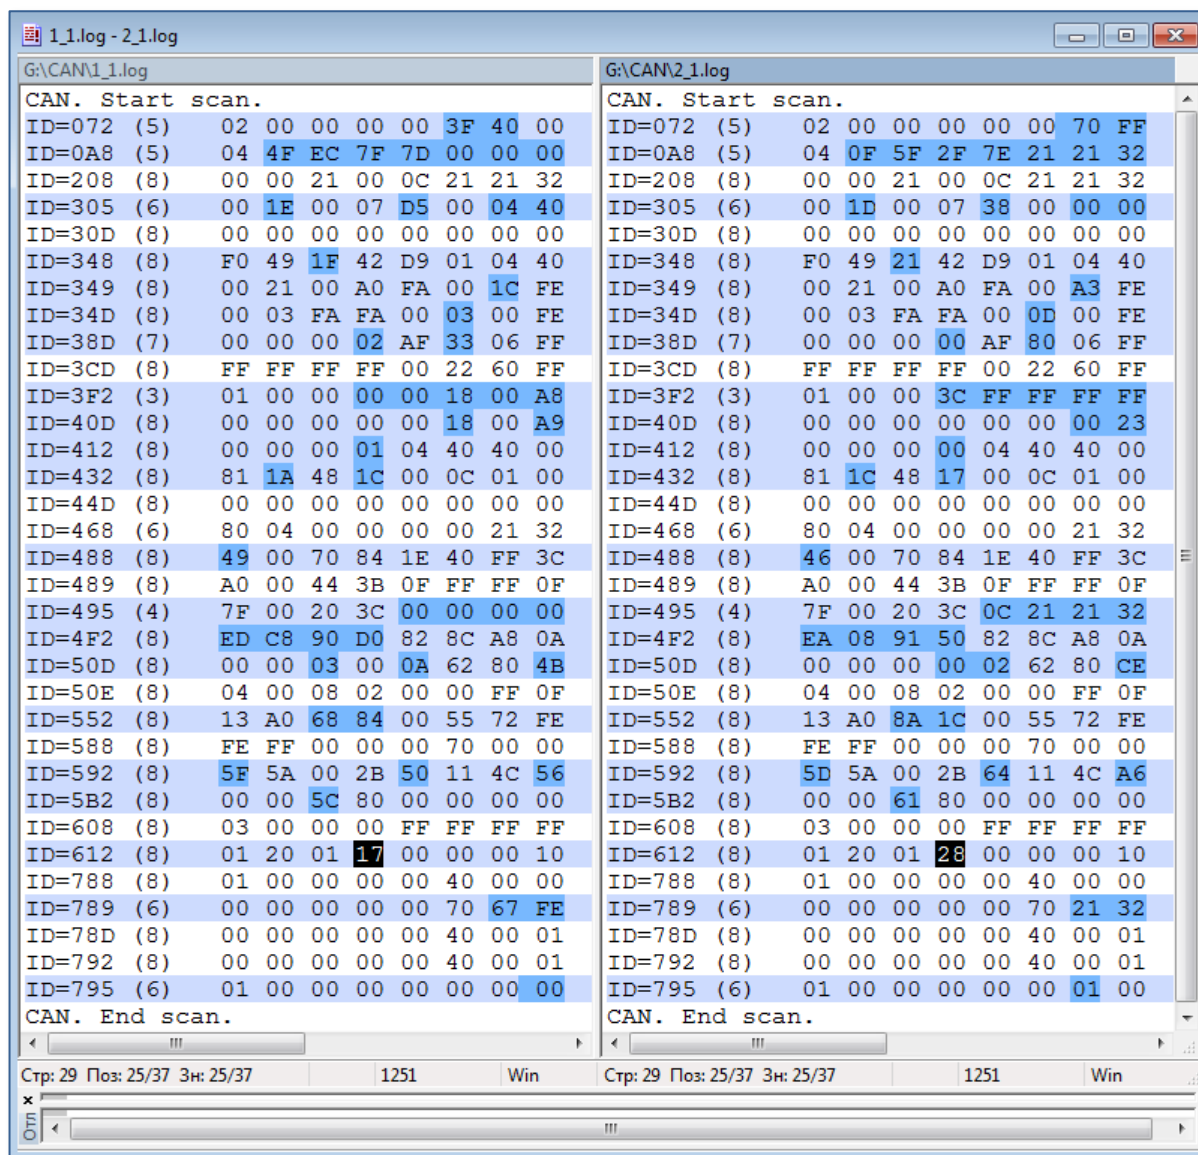 1_1.log - 2_1.log
G:\CAN\1_1.log
CAN. Start scan.
ID=072 (5) 02 00 00 00 00 3F 40 00
ID=0A8 (5) 04 4F EC 7F 7D 00 00 00
ID=208 (8) 00 00 21 00 0C 21 21 32
ID=305 (6) 00 1E 00 07 D5 00 04 40
ID=30D (8) 00 00 00 00 00 00 00 00
ID=348 (8) F0 49 1F 42 D9 01 04 40
ID=349 (8) 00 21 00 A0 FA 00 1C FE
ID=34D (8) 00 03 FA FA 00 03 00 FE
ID=38D (7) 00 00 00 02 AF 33 06 FF
ID=3CD (8) FF FF FF FF 00 22 60 FF
ID=3F2 (3) 01 00 00 00 00 18 00 A8
ID=40D (8) 00 00 00 00 00 18 00 A9
ID=412 (8) 00 00 00 01 04 40 40 00
ID=432 (8) 81 1A 48 1C 00 0C 01 00
ID=44D (8) 00 00 00 00 00 00 00 00
ID=468 (6) 80 04 00 00 00 00 21 32
ID=488 (8) 49 00 70 84 1E 40 FF 3C
ID=489 (8) A0 00 44 3B 0F FF FF 0F
ID=495 (4) 7F 00 20 3C 00 00 00 00
ID=4F2 (8) ED C8 90 D0 82 8C A8 0A
ID=50D (8) 00 00 03 00 0A 62 80 4B
ID=50E (8) 04 00 08 02 00 00 FF 0F
ID=552 (8) 13 A0 68 84 00 55 72 FE
ID=588 (8) FE FF 00 00 00 70 00 00
ID=592 (8) 5F 5A 00 2B 50 11 4C 56
ID=5B2 (8) 00 00 5C 80 00 00 00 00
ID=608 (8) 03 00 00 00 FF FF FF FF
ID=612 (8) 01 20 01 17 00 00 00 10
ID=788 (8) 01 00 00 00 00 40 00 00
ID=789 (6) 00 00 00 00 00 70 67 FE
ID=78D (8) 00 00 00 00 00 40 00 01
ID=792 (8) 00 00 00 00 00 40 00 01
ID=795 (6) 01 00 00 00 00 00 00 00
CAN. End scan.
Стр: 29 Поз: 25/37 Зн: 25/37 1251 Win
G:\CAN\2_1.log
CAN. Start scan.
ID=072 (5) 02 00 00 00 00 00 70 FF
ID=0A8 (5) 04 0F 5F 2F 7E 21 21 32
ID=208 (8) 00 00 21 00 0C 21 21 32
ID=305 (6) 00 1D 00 07 38 00 00 00
ID=30D (8) 00 00 00 00 00 00 00 00
ID=348 (8) F0 49 21 42 D9 01 04 40
ID=349 (8) 00 21 00 A0 FA 00 A3 FE
ID=34D (8) 00 03 FA FA 00 0D 00 FE
ID=38D (7) 00 00 00 00 AF 80 06 FF
ID=3CD (8) FF FF FF FF 00 22 60 FF
ID=3F2 (3) 01 00 00 3C FF FF FF FF
ID=40D (8) 00 00 00 00 00 00 00 23
ID=412 (8) 00 00 00 00 04 40 40 00
ID=432 (8) 81 1C 48 17 00 0C 01 00
ID=44D (8) 00 00 00 00 00 00 00 00
ID=468 (6) 80 04 00 00 00 00 21 32
ID=488 (8) 46 00 70 84 1E 40 FF 3C
ID=489 (8) A0 00 44 3B 0F FF FF 0F
ID=495 (4) 7F 00 20 3C 0C 21 21 32
ID=4F2 (8) EA 08 91 50 82 8C A8 0A
ID=50D (8) 00 00 00 00 02 62 80 CE
ID=50E (8) 04 00 08 02 00 00 FF 0F
ID=552 (8) 13 A0 8A 1C 00 55 72 FE
ID=588 (8) FE FF 00 00 00 70 00 00
ID=592 (8) 5D 5A 00 2B 64 11 4C A6
ID=5B2 (8) 00 00 61 80 00 00 00 00
ID=608 (8) 03 00 00 00 FF FF FF FF
ID=612 (8) 01 20 01 28 00 00 00 10
ID=788 (8) 01 00 00 00 00 40 00 00
ID=789 (6) 00 00 00 00 00 70 21 32
ID=78D (8) 00 00 00 00 00 40 00 01
ID=792 (8) 00 00 00 00 00 40 00 01
ID=795 (6) 01 00 00 00 00 00 01 00
CAN. End scan.
Стр: 29 Поз: 25/37 Зн: 25/37 1251 Win
Отл